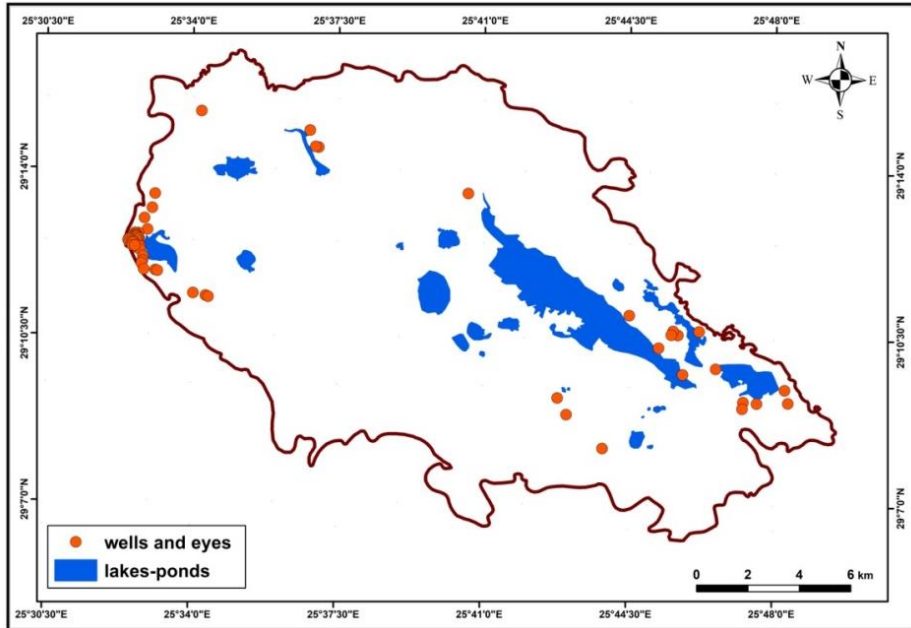 25°30'30"E 25°34'0"E 25°37'30"E 25°41'0"E 25°44'30"E 25°48'0"E
N
W E
S
29°14'0"N 29°14'0"N
29°10'30"N 29°10'30"N
29°7'0"N 29°7'0"N
wells and eyes
lakes-ponds
0 2 4 6 km
25°30'30"E 25°34'0"E 25°37'30"E 25°41'0"E 25°44'30"E 25°48'0"E